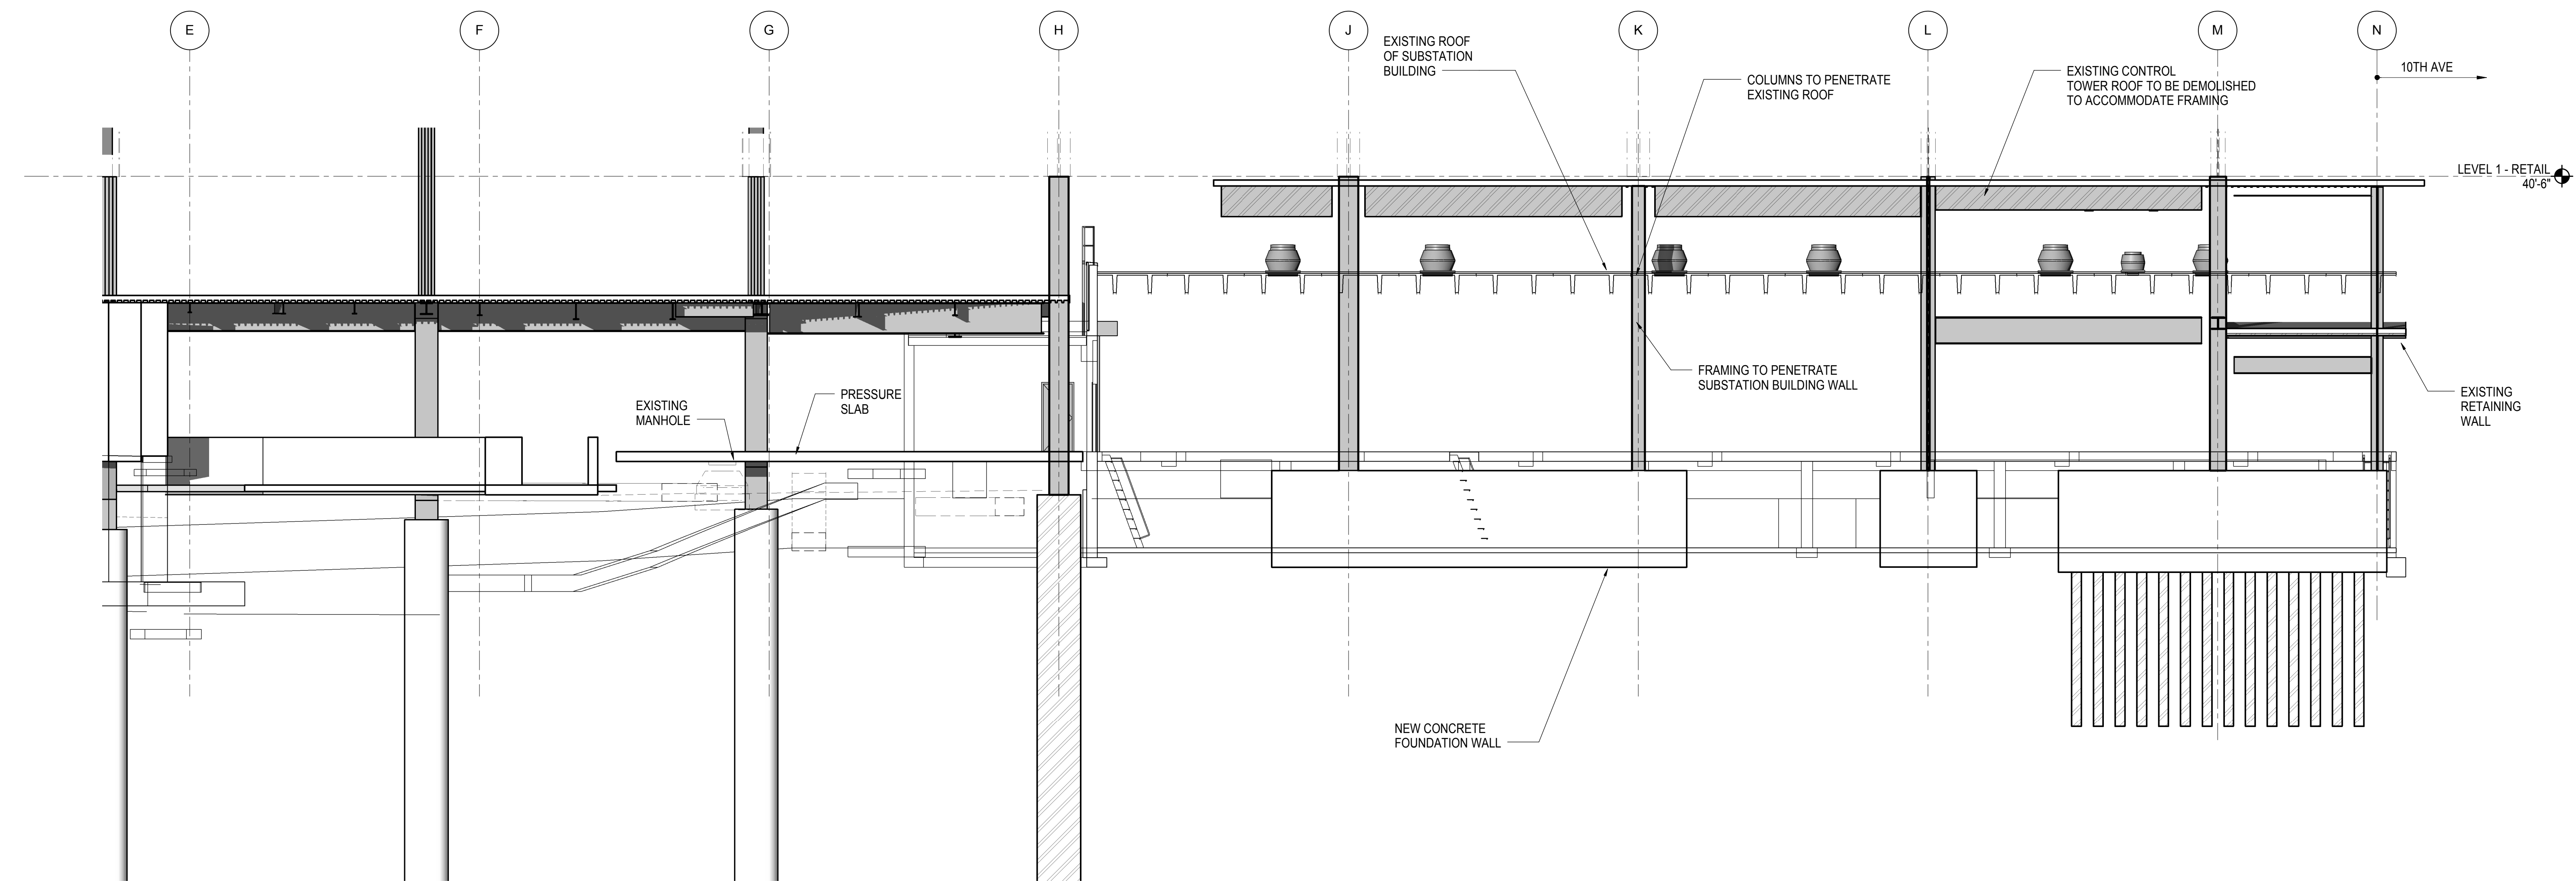 E
F
G
H
J
K
L
M
N
EXISTING ROOF
OF SUBSTATION
BUILDING
COLUMNS TO PENETRATE
EXISTING ROOF
EXISTING CONTROL
TOWER ROOF TO BE DEMOLISHED
TO ACCOMMODATE FRAMING
10TH AVE
LEVEL 1 - RETAIL
40'-6"
FRAMING TO PENETRATE
SUBSTATION BUILDING WALL
EXISTING
MANHOLE
PRESSURE
SLAB
EXISTING
RETAINING
WALL
NEW CONCRETE
FOUNDATION WALL